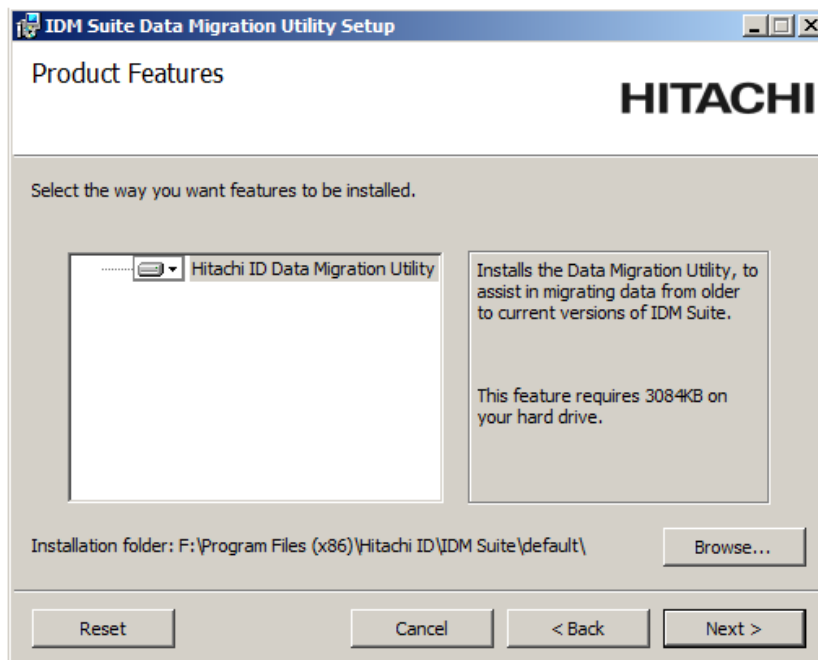 IDM Suite Data Migration Utility Setup
Product Features
HITACHI
Select the way you want features to be installed.
Hitachi ID Data Migration Utility
Installs the Data Migration Utility, to
assist in migrating data from older
to current versions of IDM Suite.
This feature requires 3084KB on
your hard drive.
Installation folder: F:\Program Files (x86)\Hitachi ID\IDM Suite\default\
Browse...
Reset
Cancel
< Back
Next >